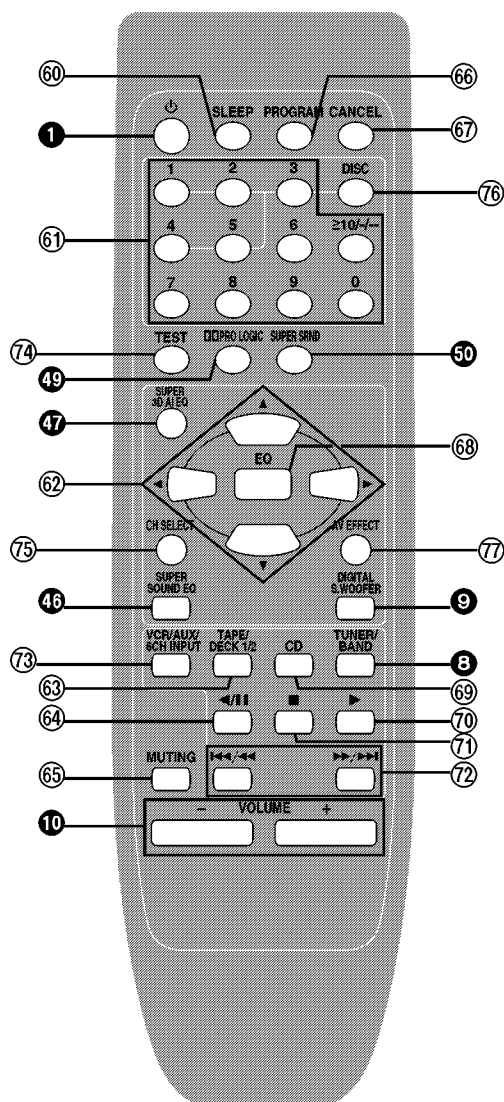 60 66
⏻ SLEEP PROGRAM CANCEL
1 67
1 2 3 DISC
76
61 4 5 6 ≥10/-/--
7 8 9 0
74 TEST PRO LOGIC SUPER SRND 50
49
SUPER
3D AI EQ
47
▲
EQ 68
62 ◀ ▶
CH SELECT AV EFFECT
75 ▼ 77
SUPER
SOUND EQ
DIGITAL
S.WOOFER
46 9
VCR/AUX/
6CH INPUT
TAPE/
DECK 1/2
CD
TUNER/
BAND
73 8
63 69
64 ◀/❙❙ ■ ▶ 70
71
65 MUTING |◀◀/◀◀ ▶▶/▶▶| 72
10 − VOLUME +